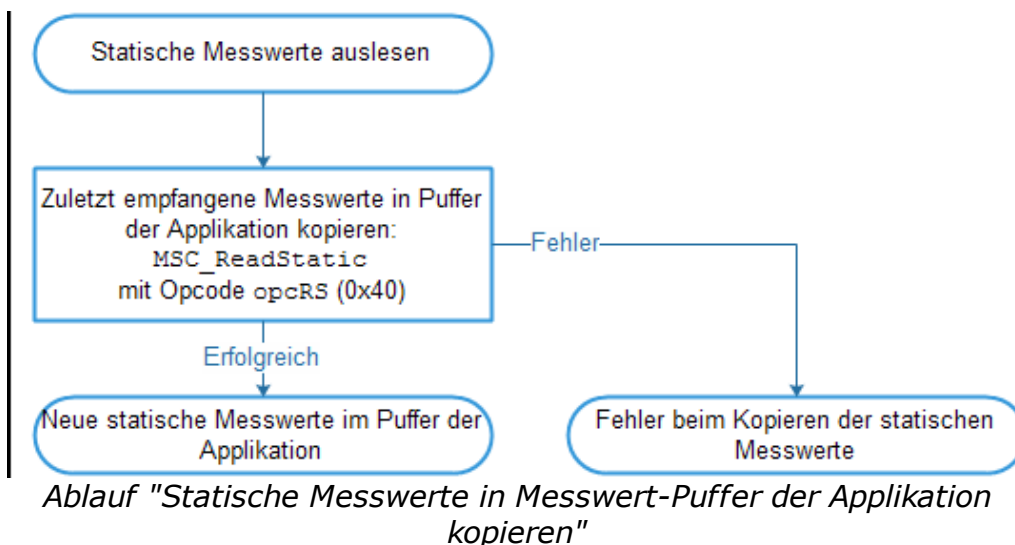 Statische Messwerte auslesen
Zuletzt empfangene Messwerte in Puffer
der Applikation kopieren:
MSC_ReadStatic
mit Opcode opcRS (0x40)
Fehler
Erfolgreich
Neue statische Messwerte im Puffer der
Applikation
Fehler beim Kopieren der statischen
Messwerte
Ablauf "Statische Messwerte in Messwert-Puffer der Applikation
kopieren"